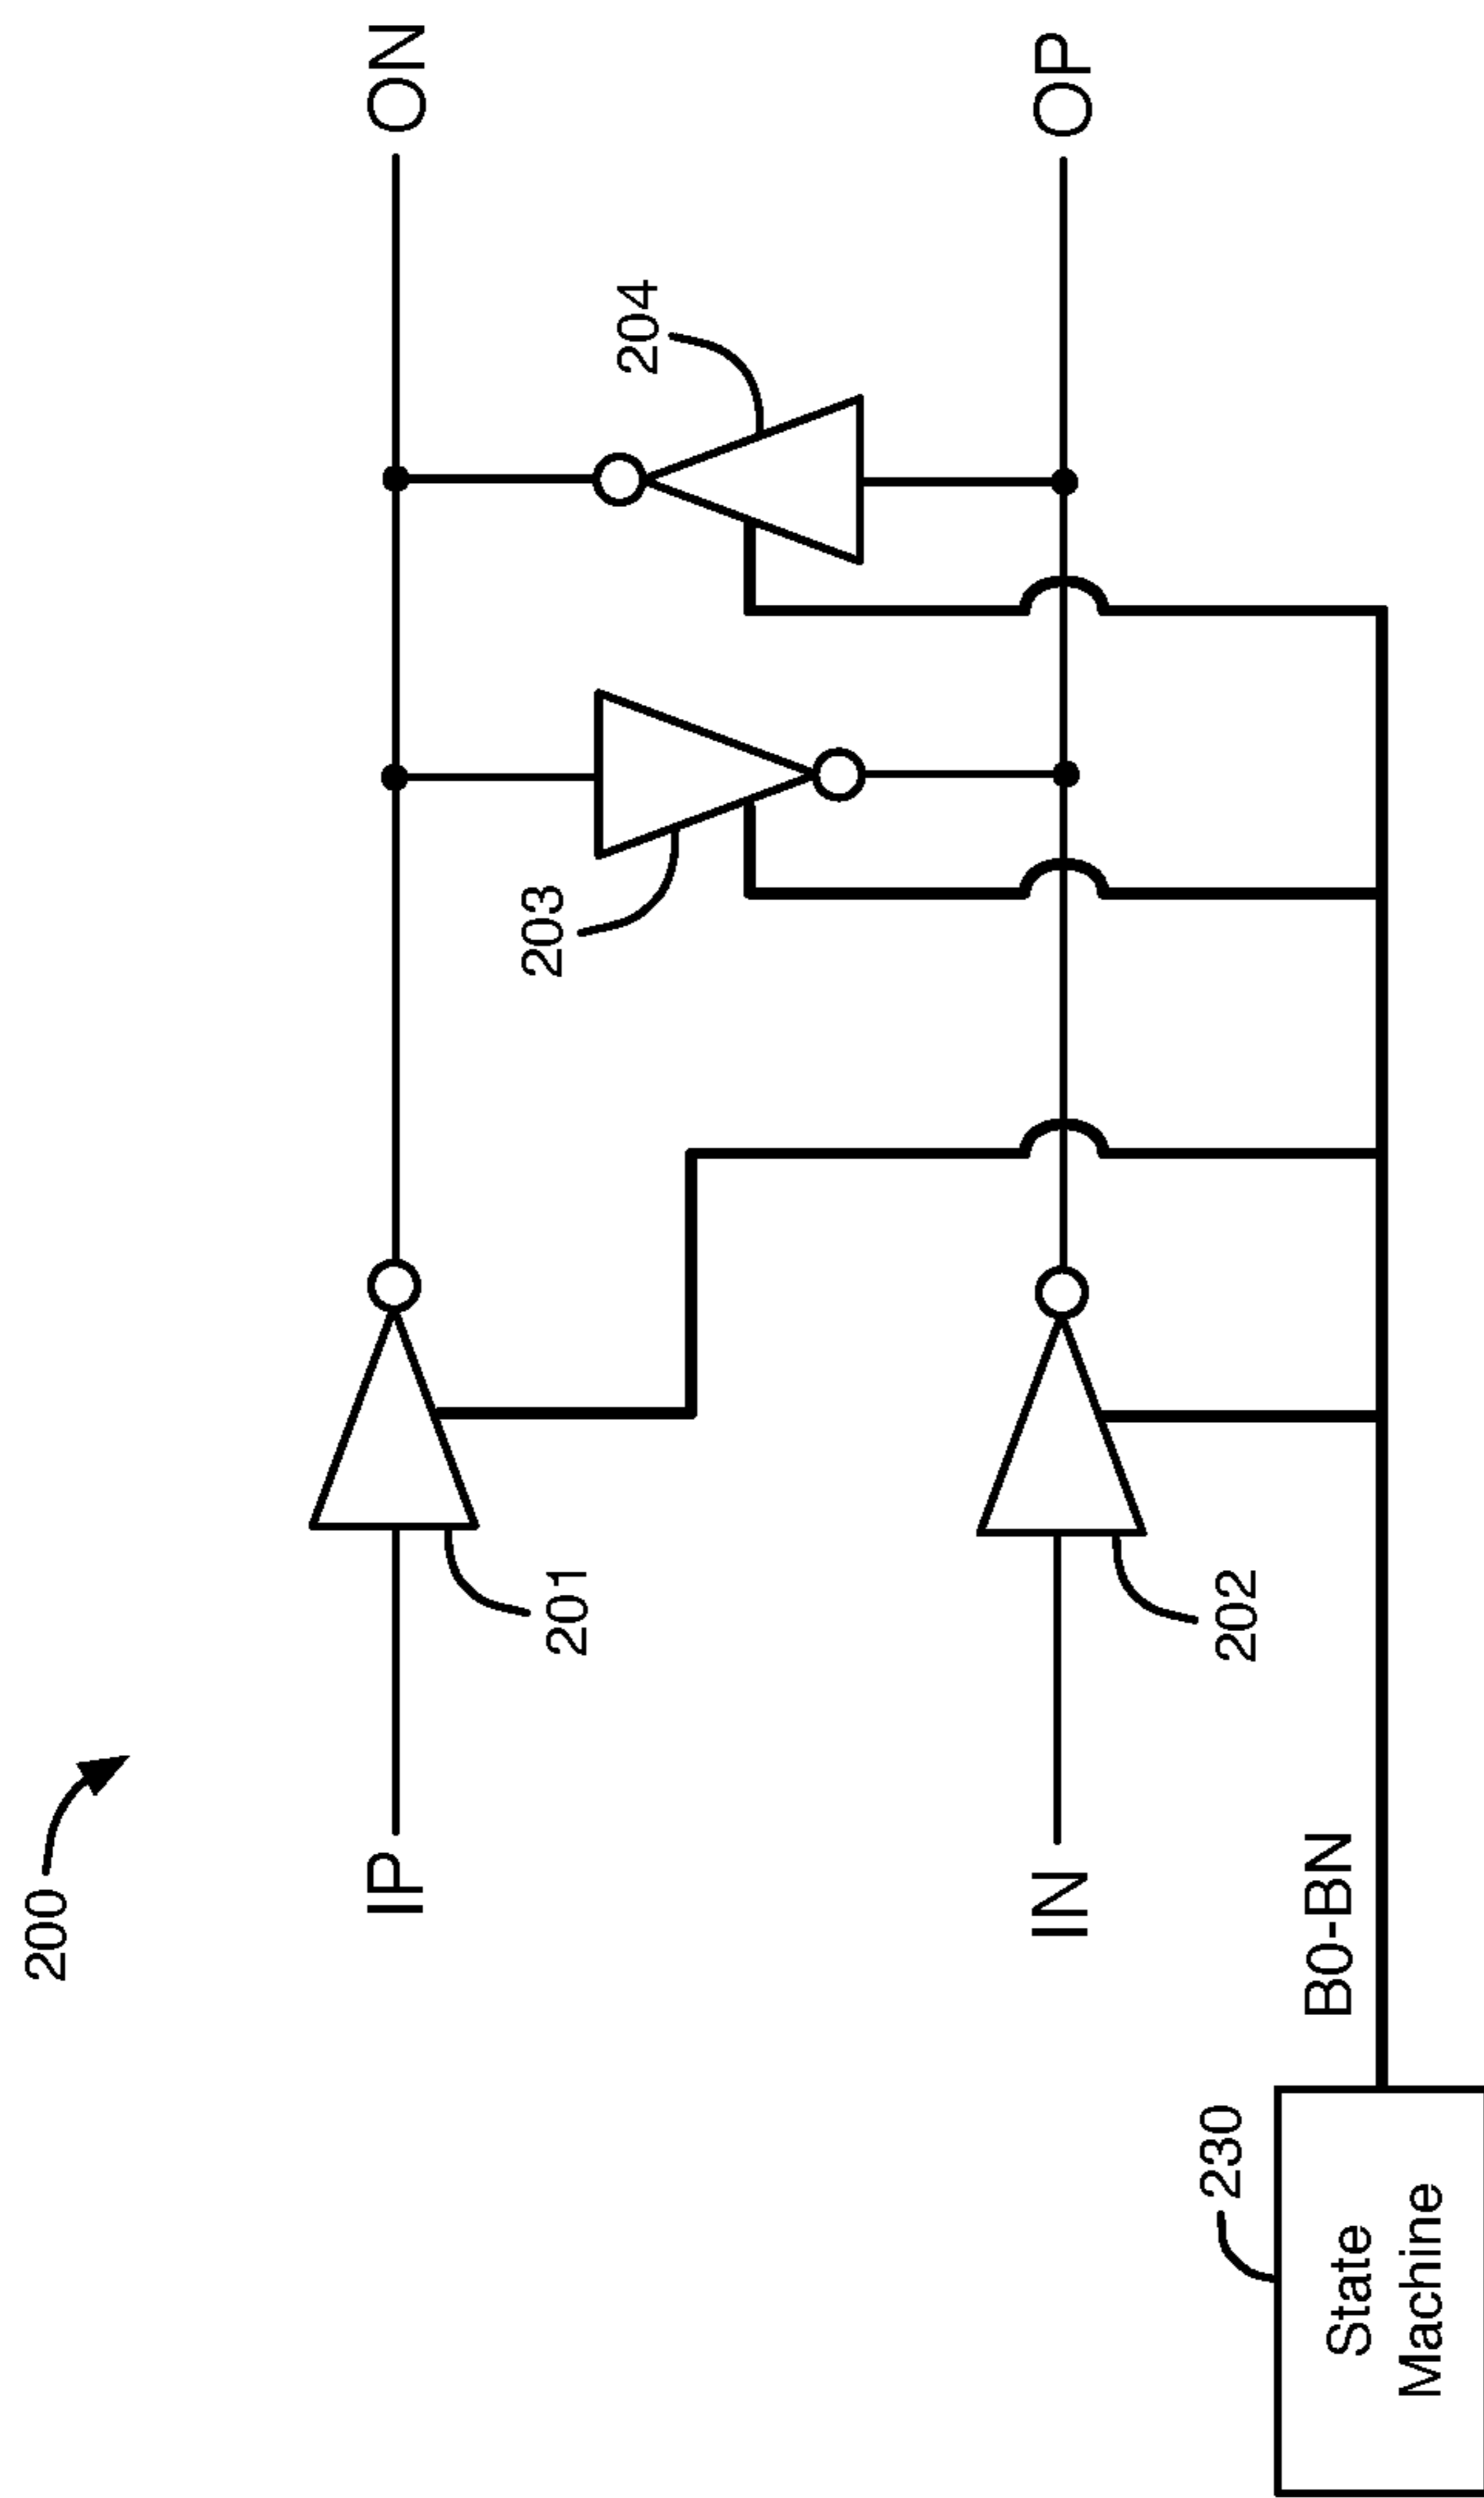 200
IP
201
ON
203
204
IN
202
OP
B0-BN
230
State
Machine